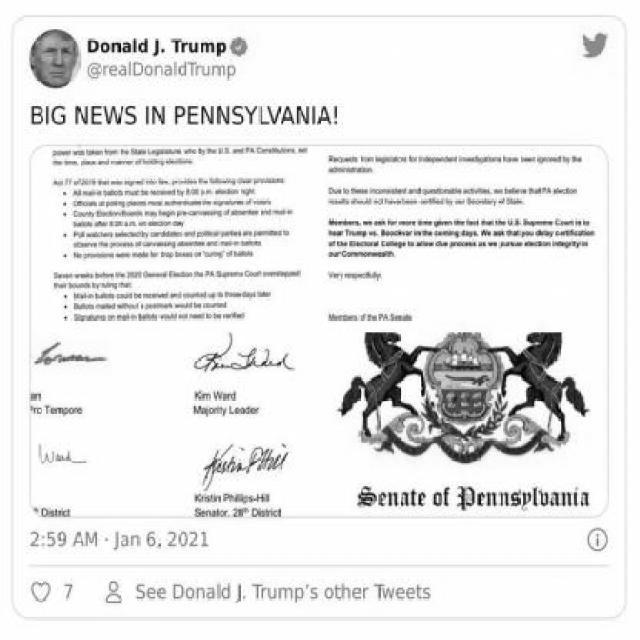 Donald J. Trump
@realDonaldTrump
BIG NEWS IN PENNSYLVANIA!
power was taken from the State Legislature, who by the U.S. and PA Constitutions, set
the time, place and manner of holding elections.
Act 77 of 2019 that was signed into law, provides the following clear provisions:
• All mail-in ballots must be received by 8:00 p.m. election night
• Officials at polling places must authenticate the signatures of voters
• County Election Boards may begin pre-canvassing of absentee and mail-in
ballots after 8:00 a.m. on election day
• Poll watchers selected by candidates and political parties are permitted to
observe the process of canvassing absentee and mail-in ballots
• No provisions were made for drop boxes or "curing" of ballots
Seven weeks before the 2020 General Election the PA Supreme Court overstepped
their bounds by ruling that:
• Mail-in ballots could be received and counted up to three days later
• Ballots mailed without a postmark would be counted
• Signatures on mail-in ballots would not need to be verified
an
Pro Tempore
Kim Ward
Kim Ward
Majority Leader
Ward
District
Kristin Phillips-Hill
Senator, 28th District
Requests from legislators for independent investigations have been ignored by the
administration.
Due to these inconsistent and questionable activities, we believe that PA election
results should not have been certified by our Secretary of State.
Members, we ask for more time given the fact that the U.S. Supreme Court is to
hear Trump vs. Boockvar in the coming days. We ask that you delay certification
of the Electoral College to allow due process as we pursue election integrity in
our Commonwealth.
Very respectfully,
Members of the PA Senate
Senate of Pennsylvania
2:59 AM · Jan 6, 2021
7
See Donald J. Trump's other Tweets